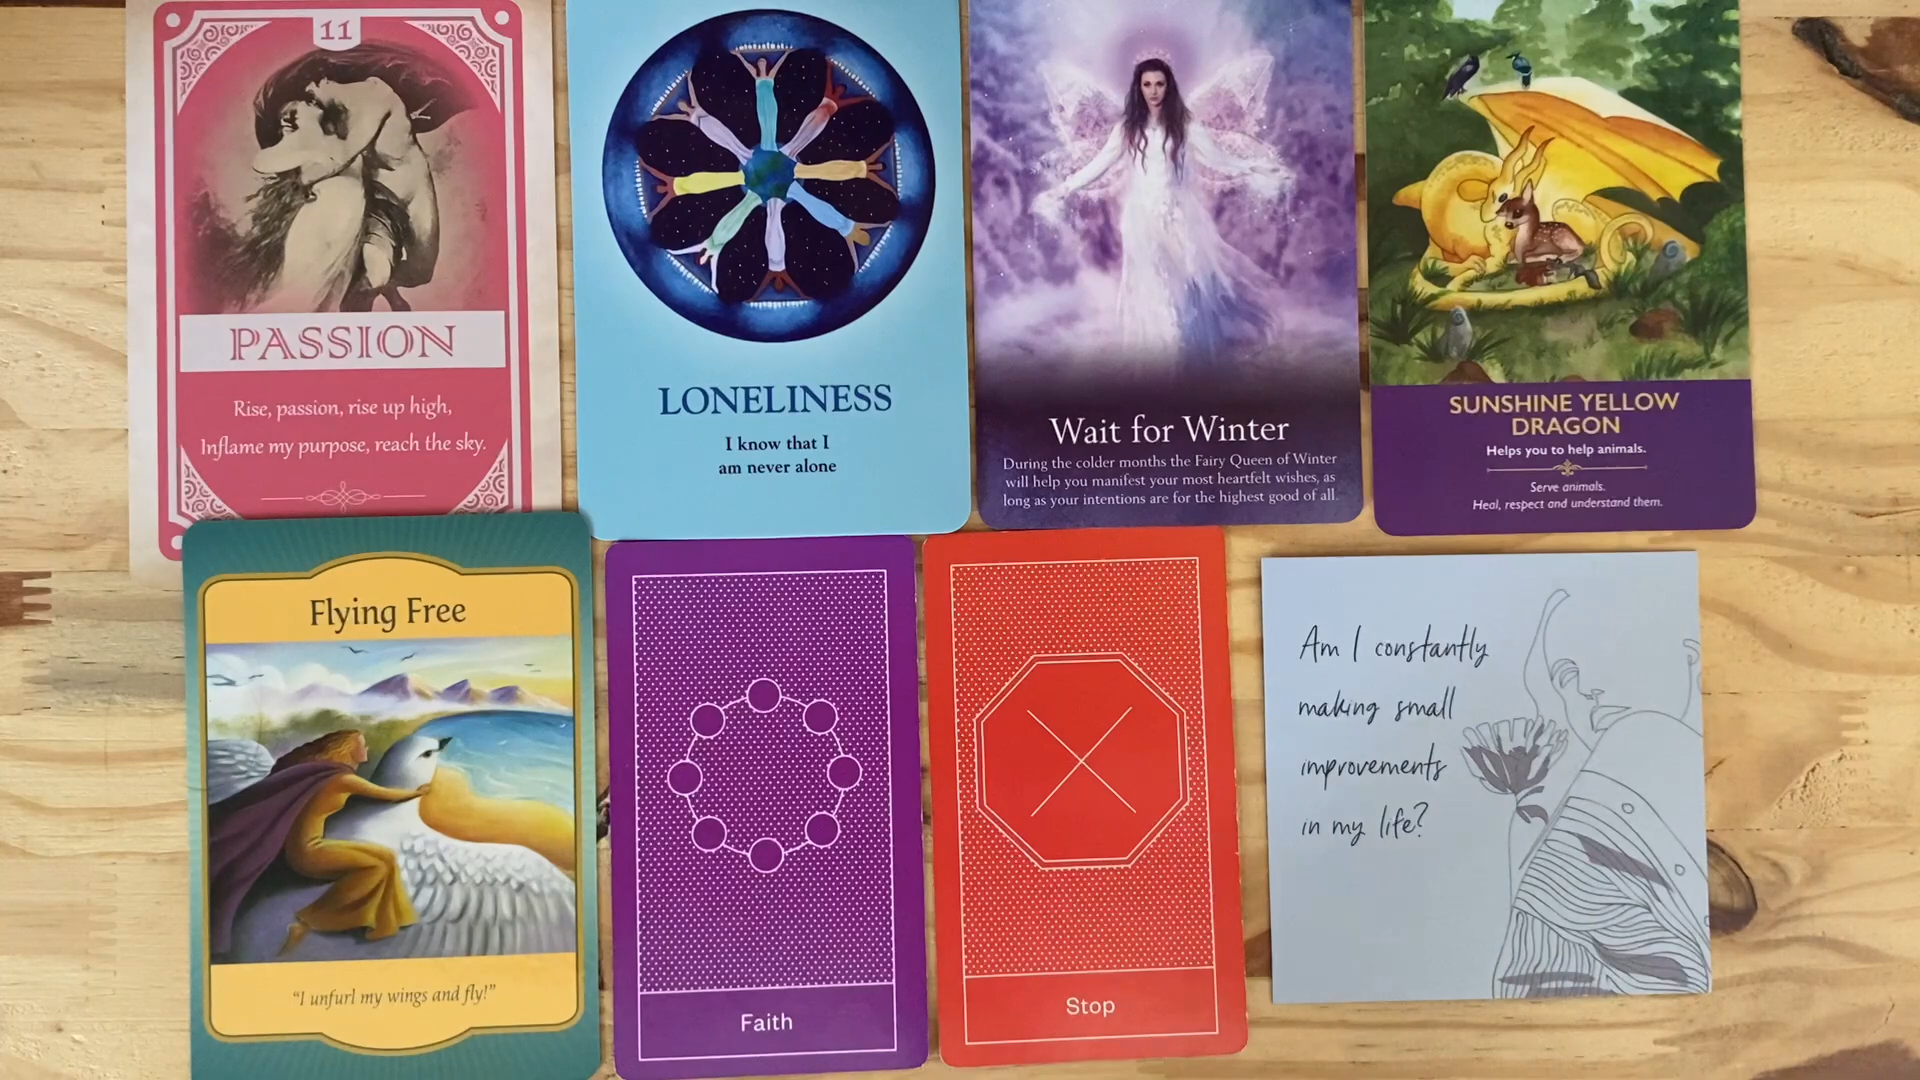 11
PASSION
Rise, passion, rise up high,
Inflame my purpose, reach the sky.
LONELINESS
I know that I
am never alone
Wait for Winter
During the colder months the Fairy Queen of Winter
will help you manifest your most heartfelt wishes, as
long as your intentions are for the highest good of all.
SUNSHINE YELLOW
DRAGON
Helps you to help animals.
Serve animals.
Heal, respect and understand them.
Flying Free
"I unfurl my wings and fly!"
Faith
Stop
Am I constantly
making small
improvements
in my life?